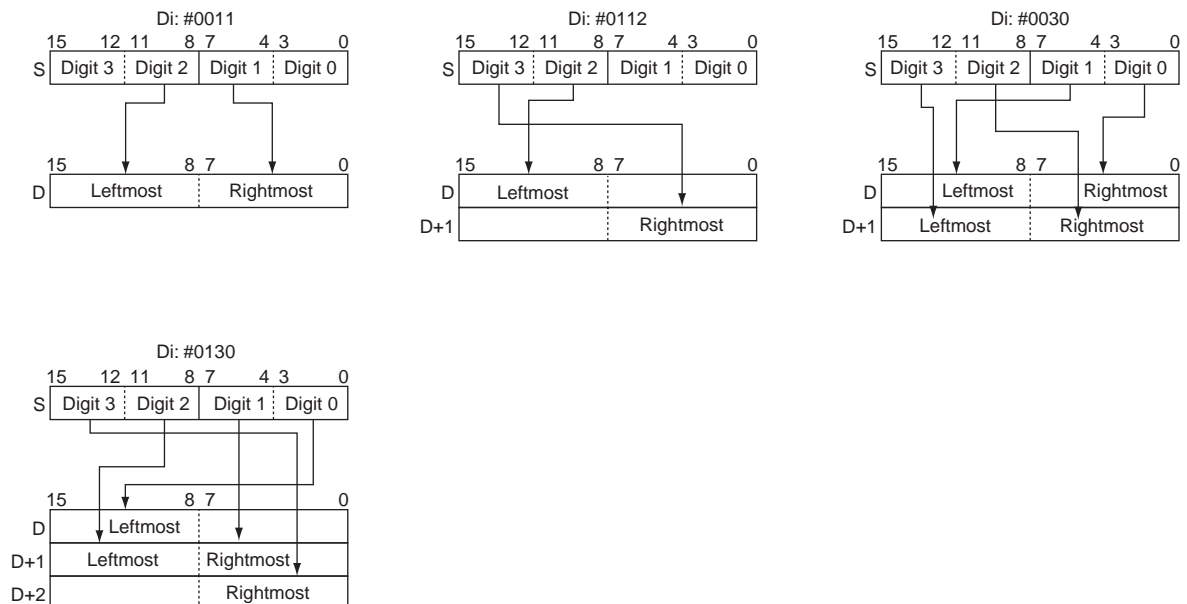 Di: #0011
15 12 11 8 7 4 3 0
S Digit 3 Digit 2 Digit 1 Digit 0
15 8 7 0
D Leftmost Rightmost
Di: #0112
15 12 11 8 7 4 3 0
S Digit 3 Digit 2 Digit 1 Digit 0
15 8 7 0
D Leftmost
D+1 Rightmost
Di: #0030
15 12 11 8 7 4 3 0
S Digit 3 Digit 2 Digit 1 Digit 0
15 8 7 0
D Leftmost Rightmost
D+1 Leftmost Rightmost
Di: #0130
15 12 11 8 7 4 3 0
S Digit 3 Digit 2 Digit 1 Digit 0
15 8 7 0
D Leftmost
D+1 Leftmost Rightmost
D+2 Rightmost